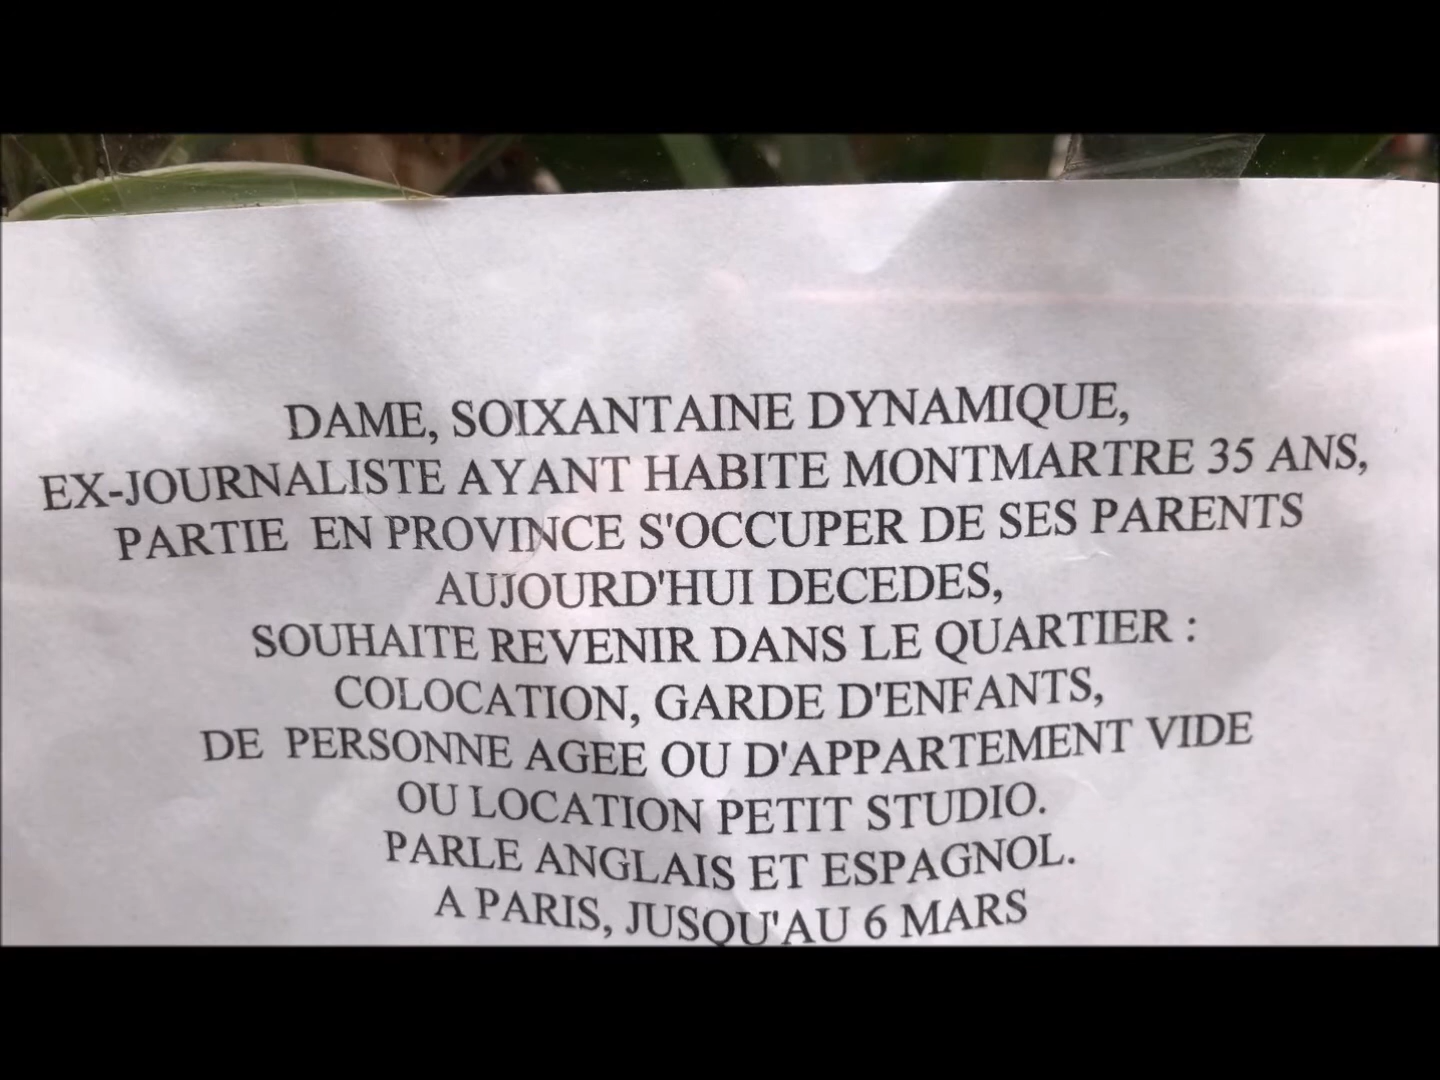 DAME, SOIXANTAINE DYNAMIQUE,
EX-JOURNALISTE AYANT HABITE MONTMARTRE 35 ANS,
PARTIE EN PROVINCE S'OCCUPER DE SES PARENTS
AUJOURD'HUI DECEDES,
SOUHAITE REVENIR DANS LE QUARTIER :
COLOCATION, GARDE D'ENFANTS,
DE PERSONNE AGEE OU D'APPARTEMENT VIDE
OU LOCATION PETIT STUDIO.
PARLE ANGLAIS ET ESPAGNOL.
A PARIS, JUSQU'AU 6 MARS